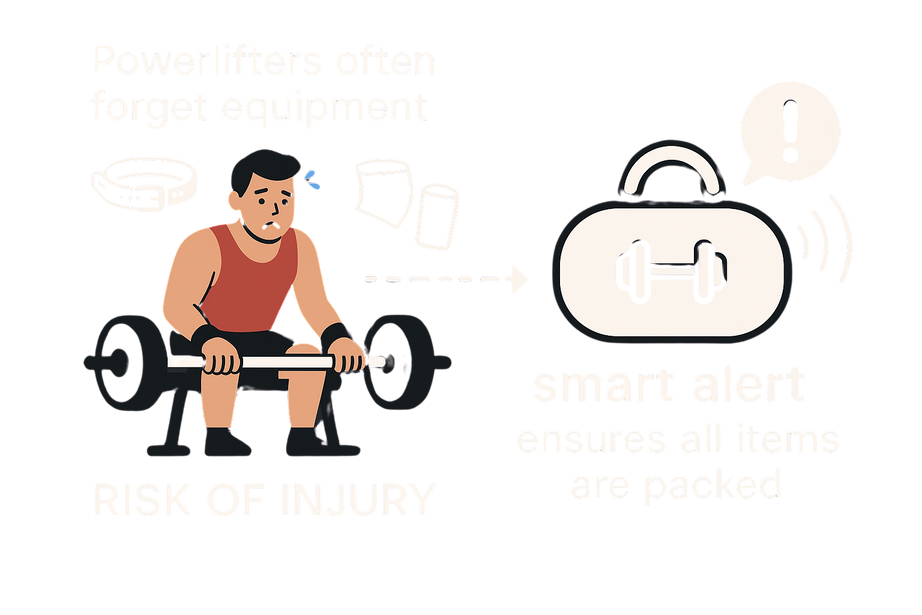 Powerlifters often
forget equipment
RISK OF INJURY
!
smart alert
ensures all items
are packed